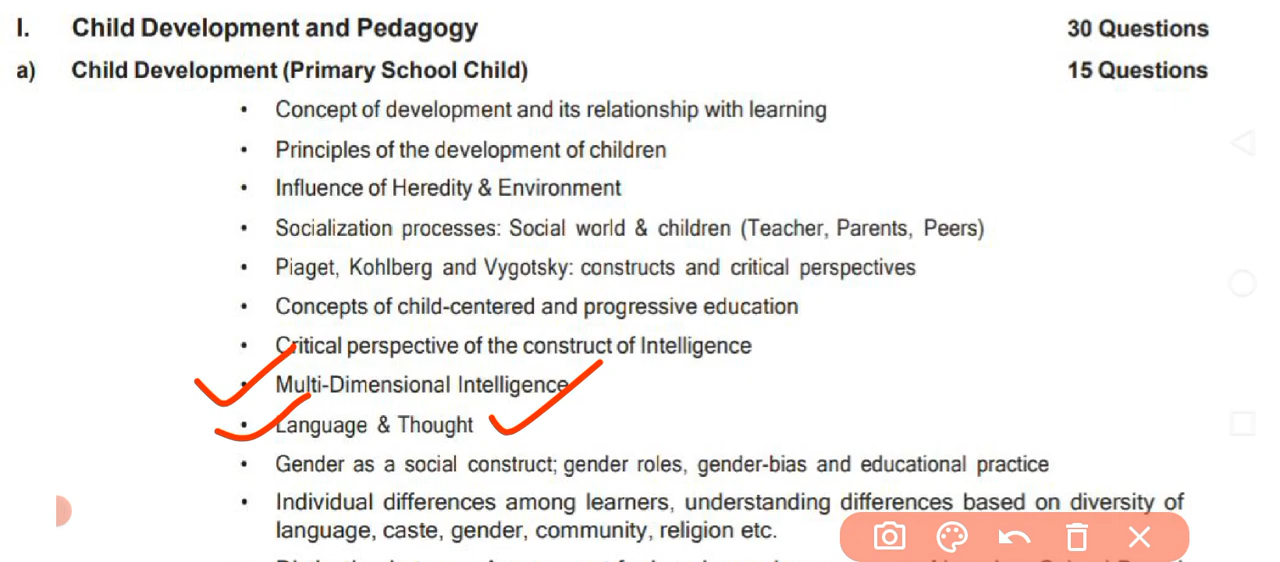 I. Child Development and Pedagogy 30 Questions
a) Child Development (Primary School Child) 15 Questions
• Concept of development and its relationship with learning
• Principles of the development of children
• Influence of Heredity & Environment
• Socialization processes: Social world & children (Teacher, Parents, Peers)
• Piaget, Kohlberg and Vygotsky: constructs and critical perspectives
• Concepts of child-centered and progressive education
• Critical perspective of the construct of Intelligence
• Multi-Dimensional Intelligence
• Language & Thought
• Gender as a social construct; gender roles, gender-bias and educational practice
• Individual differences among learners, understanding differences based on diversity of
language, caste, gender, community, religion etc.